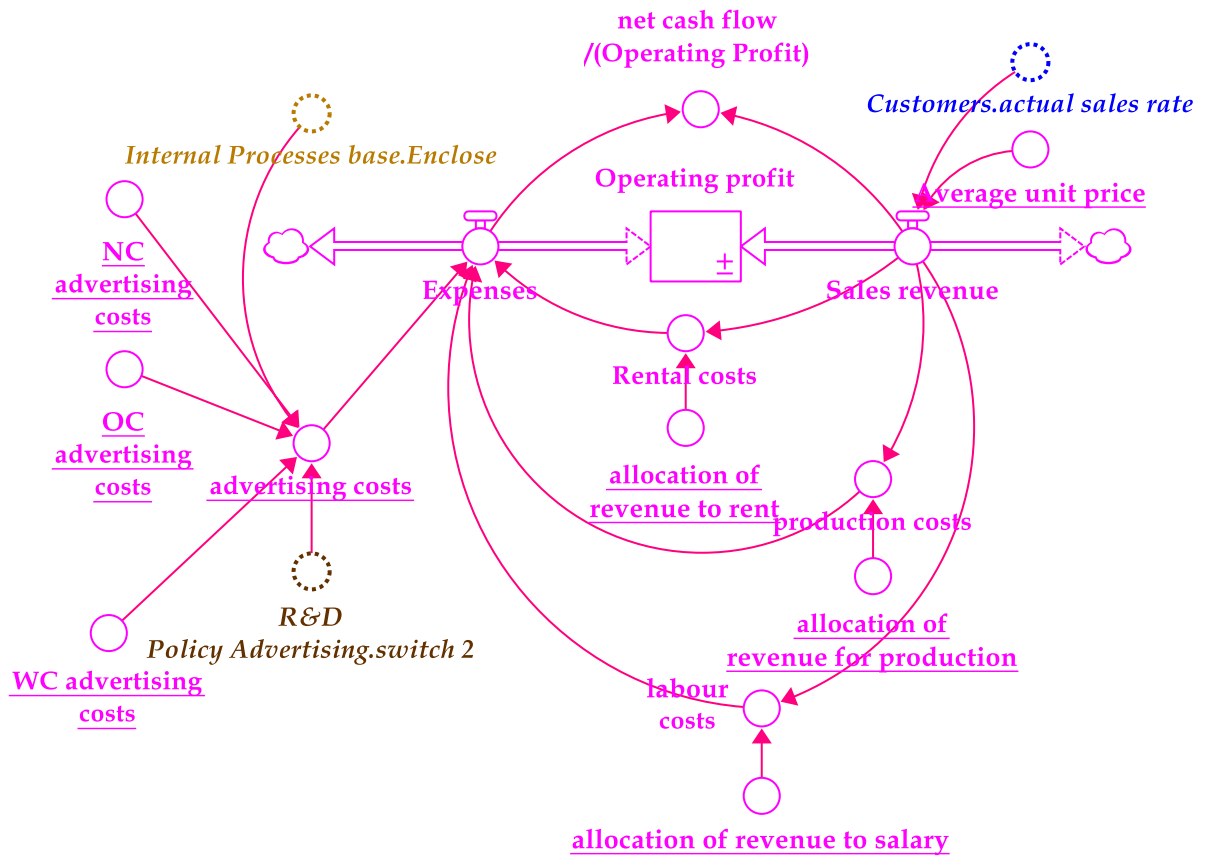 net cash flow
/(Operating Profit)
Customers.actual sales rate
Internal Processes base.Enclose
Operating profit
Average unit price
NC
advertising
costs
±
Expenses
Sales revenue
Rental costs
OC
advertising
costs
advertising costs
allocation of
revenue to rent
production costs
R&D
Policy Advertising.switch 2
allocation of
revenue for production
WC advertising
costs
labour
costs
allocation of revenue to salary